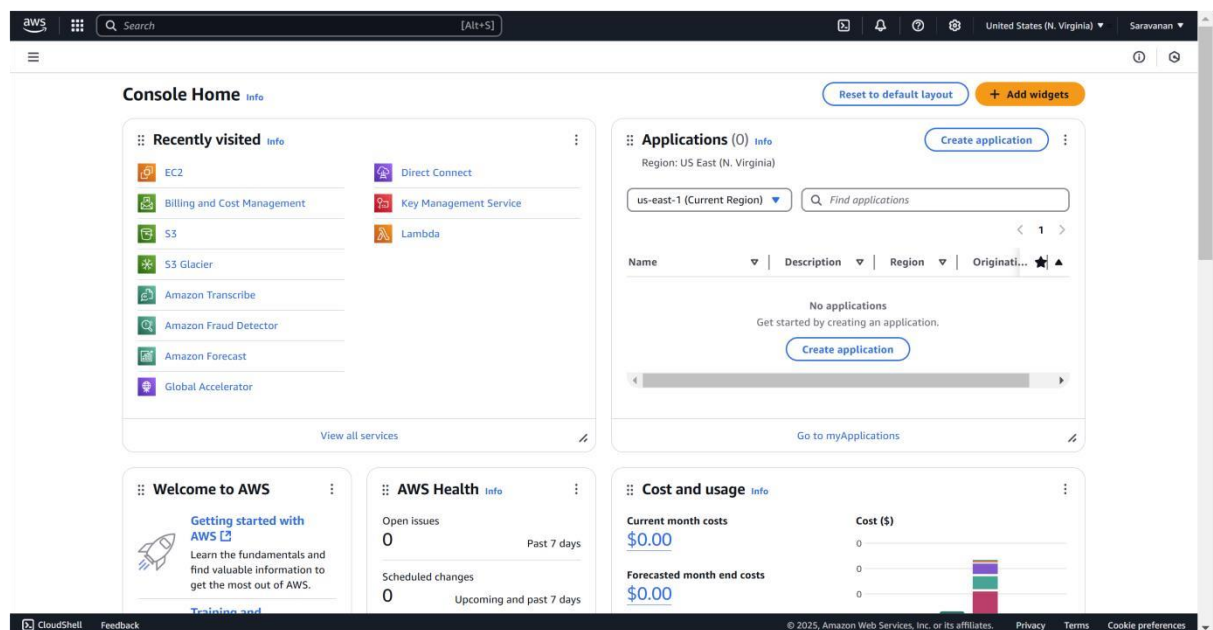 aws
Search
[Alt+S]
United States (N. Virginia)
Saravanan
Console Home Info
Reset to default layout
+ Add widgets
Recently visited Info
EC2
Billing and Cost Management
S3
S3 Glacier
Amazon Transcribe
Amazon Fraud Detector
Amazon Forecast
Global Accelerator
Direct Connect
Key Management Service
Lambda
View all services
Applications (0) Info
Create application
Region: US East (N. Virginia)
us-east-1 (Current Region)
Find applications
1
Name
Description
Region
Originati...
No applications
Get started by creating an application.
Create application
Go to myApplications
Welcome to AWS
Getting started with
AWS
Learn the fundamentals and
find valuable information to
get the most out of AWS.
Training and
AWS Health Info
Open issues
0
Past 7 days
Scheduled changes
0
Upcoming and past 7 days
Cost and usage Info
Current month costs
$0.00
Forecasted month end costs
$0.00
Cost ($)
0
0
0
CloudShell
Feedback
© 2025, Amazon Web Services, Inc. or its affiliates.
Privacy
Terms
Cookie preferences